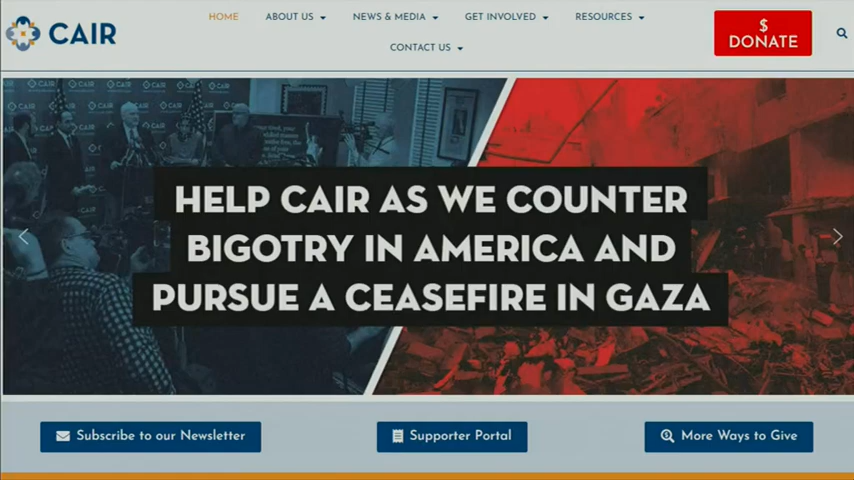 CAIR
HOME
ABOUT US
NEWS & MEDIA
GET INVOLVED
RESOURCES
CONTACT US
$
DONATE
HELP CAIR AS WE COUNTER
BIGOTRY IN AMERICA AND
PURSUE A CEASEFIRE IN GAZA
Subscribe to our Newsletter
Supporter Portal
More Ways to Give